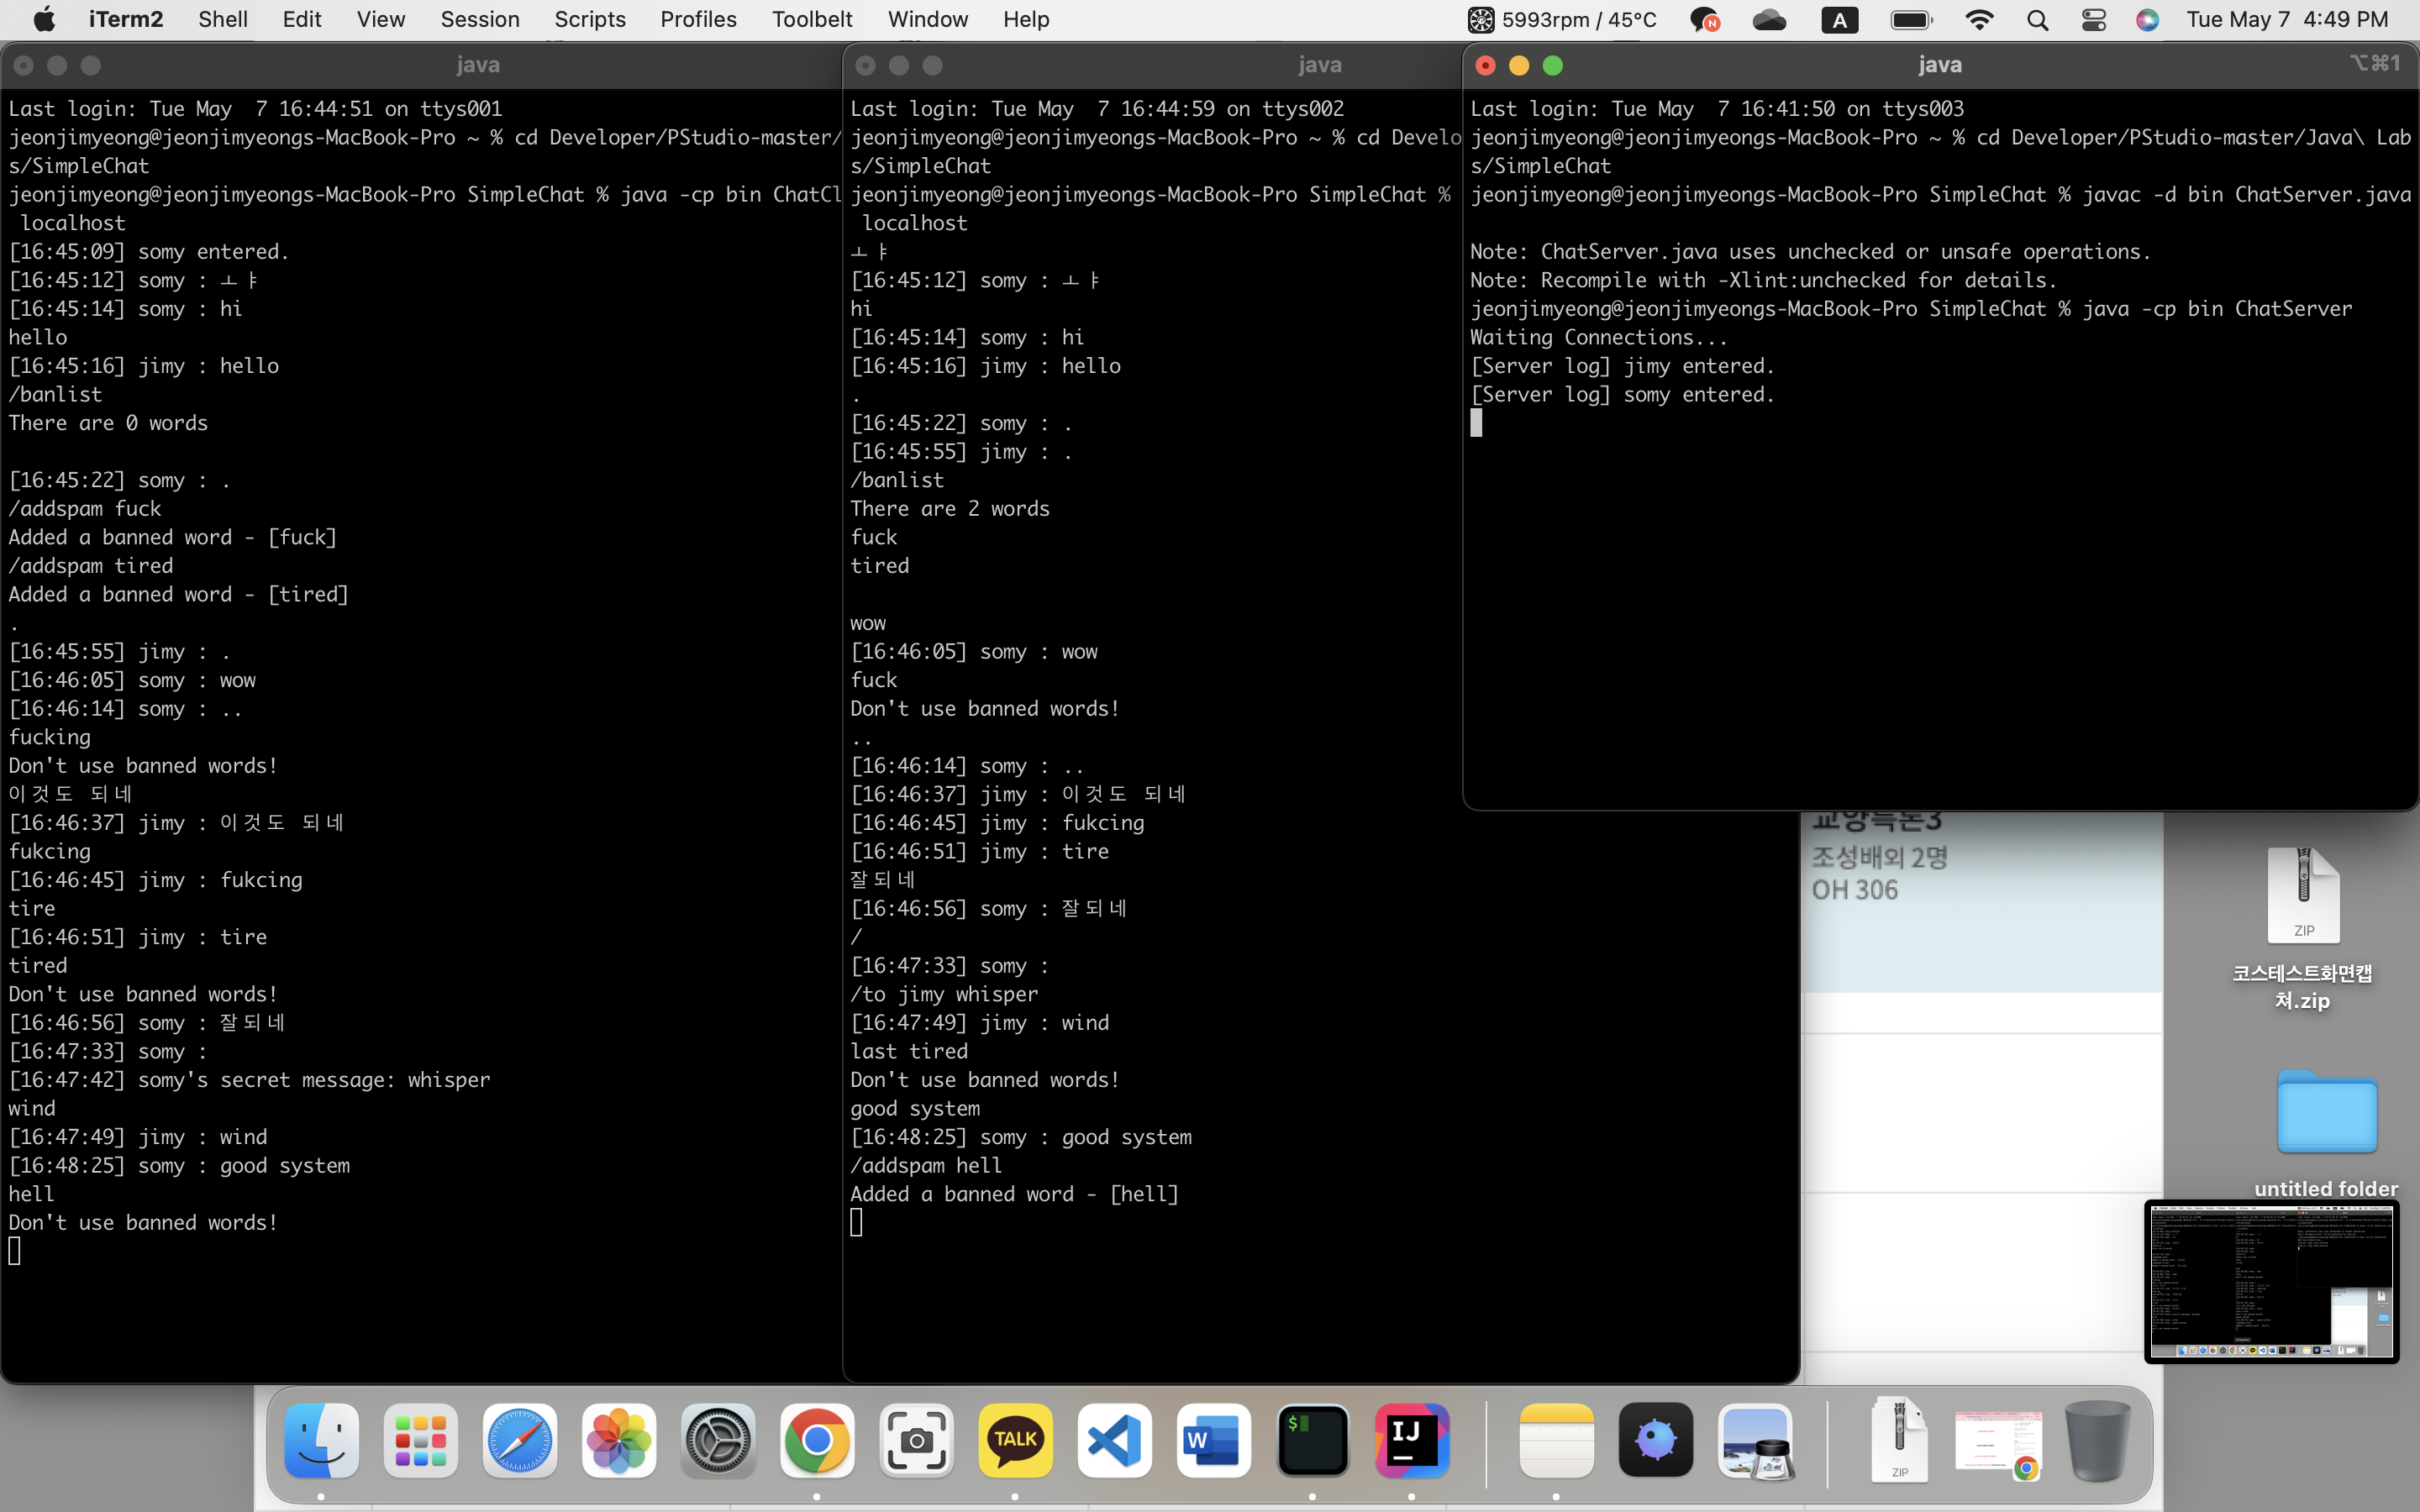 iTerm2 Shell Edit View Session Scripts Profiles Toolbelt Window Help 5993rpm / 45°C N A Tue May 7 4:49 PM
java
Last login: Tue May  7 16:44:51 on ttys001
jeonjimyeong@jeonjimyeongs-MacBook-Pro ~ % cd Developer/PStudio-master/
s/SimpleChat
jeonjimyeong@jeonjimyeongs-MacBook-Pro SimpleChat % java -cp bin ChatCl
 localhost
[16:45:09] somy entered.
[16:45:12] somy : ㅗㅑ
[16:45:14] somy : hi
hello
[16:45:16] jimy : hello
/banlist
There are 0 words
[16:45:22] somy : .
/addspam fuck
Added a banned word - [fuck]
/addspam tired
Added a banned word - [tired]
.
[16:45:55] jimy : .
[16:46:05] somy : wow
[16:46:14] somy : ..
fucking
Don't use banned words!
이것도 되네
[16:46:37] jimy : 이것도 되네
fukcing
[16:46:45] jimy : fukcing
tire
[16:46:51] jimy : tire
tired
Don't use banned words!
[16:46:56] somy : 잘되네
[16:47:33] somy :
[16:47:42] somy's secret message: whisper
wind
[16:47:49] jimy : wind
[16:48:25] somy : good system
hell
Don't use banned words!
java
Last login: Tue May  7 16:44:59 on ttys002
jeonjimyeong@jeonjimyeongs-MacBook-Pro ~ % cd Develo
s/SimpleChat
jeonjimyeong@jeonjimyeongs-MacBook-Pro SimpleChat %
 localhost
ㅗㅑ
[16:45:12] somy : ㅗㅑ
hi
[16:45:14] somy : hi
[16:45:16] jimy : hello
.
[16:45:22] somy : .
[16:45:55] jimy : .
/banlist
There are 2 words
fuck
tired
wow
[16:46:05] somy : wow
fuck
Don't use banned words!
..
[16:46:14] somy : ..
[16:46:37] jimy : 이것도 되네
[16:46:45] jimy : fukcing
[16:46:51] jimy : tire
잘되네
[16:46:56] somy : 잘되네
/
[16:47:33] somy :
/to jimy whisper
[16:47:49] jimy : wind
last tired
Don't use banned words!
good system
[16:48:25] somy : good system
/addspam hell
Added a banned word - [hell]
java ⌥⌘1
Last login: Tue May  7 16:41:50 on ttys003
jeonjimyeong@jeonjimyeongs-MacBook-Pro ~ % cd Developer/PStudio-master/Java\ Lab
s/SimpleChat
jeonjimyeong@jeonjimyeongs-MacBook-Pro SimpleChat % javac -d bin ChatServer.java
Note: ChatServer.java uses unchecked or unsafe operations.
Note: Recompile with -Xlint:unchecked for details.
jeonjimyeong@jeonjimyeongs-MacBook-Pro SimpleChat % java -cp bin ChatServer
Waiting Connections...
[Server log] jimy entered.
[Server log] somy entered.
교양특론3
조성배외 2명
OH 306
ZIP
코스테스트화면캡
쳐.zip
untitled folder
TALK
W
$
IJ
ZIP